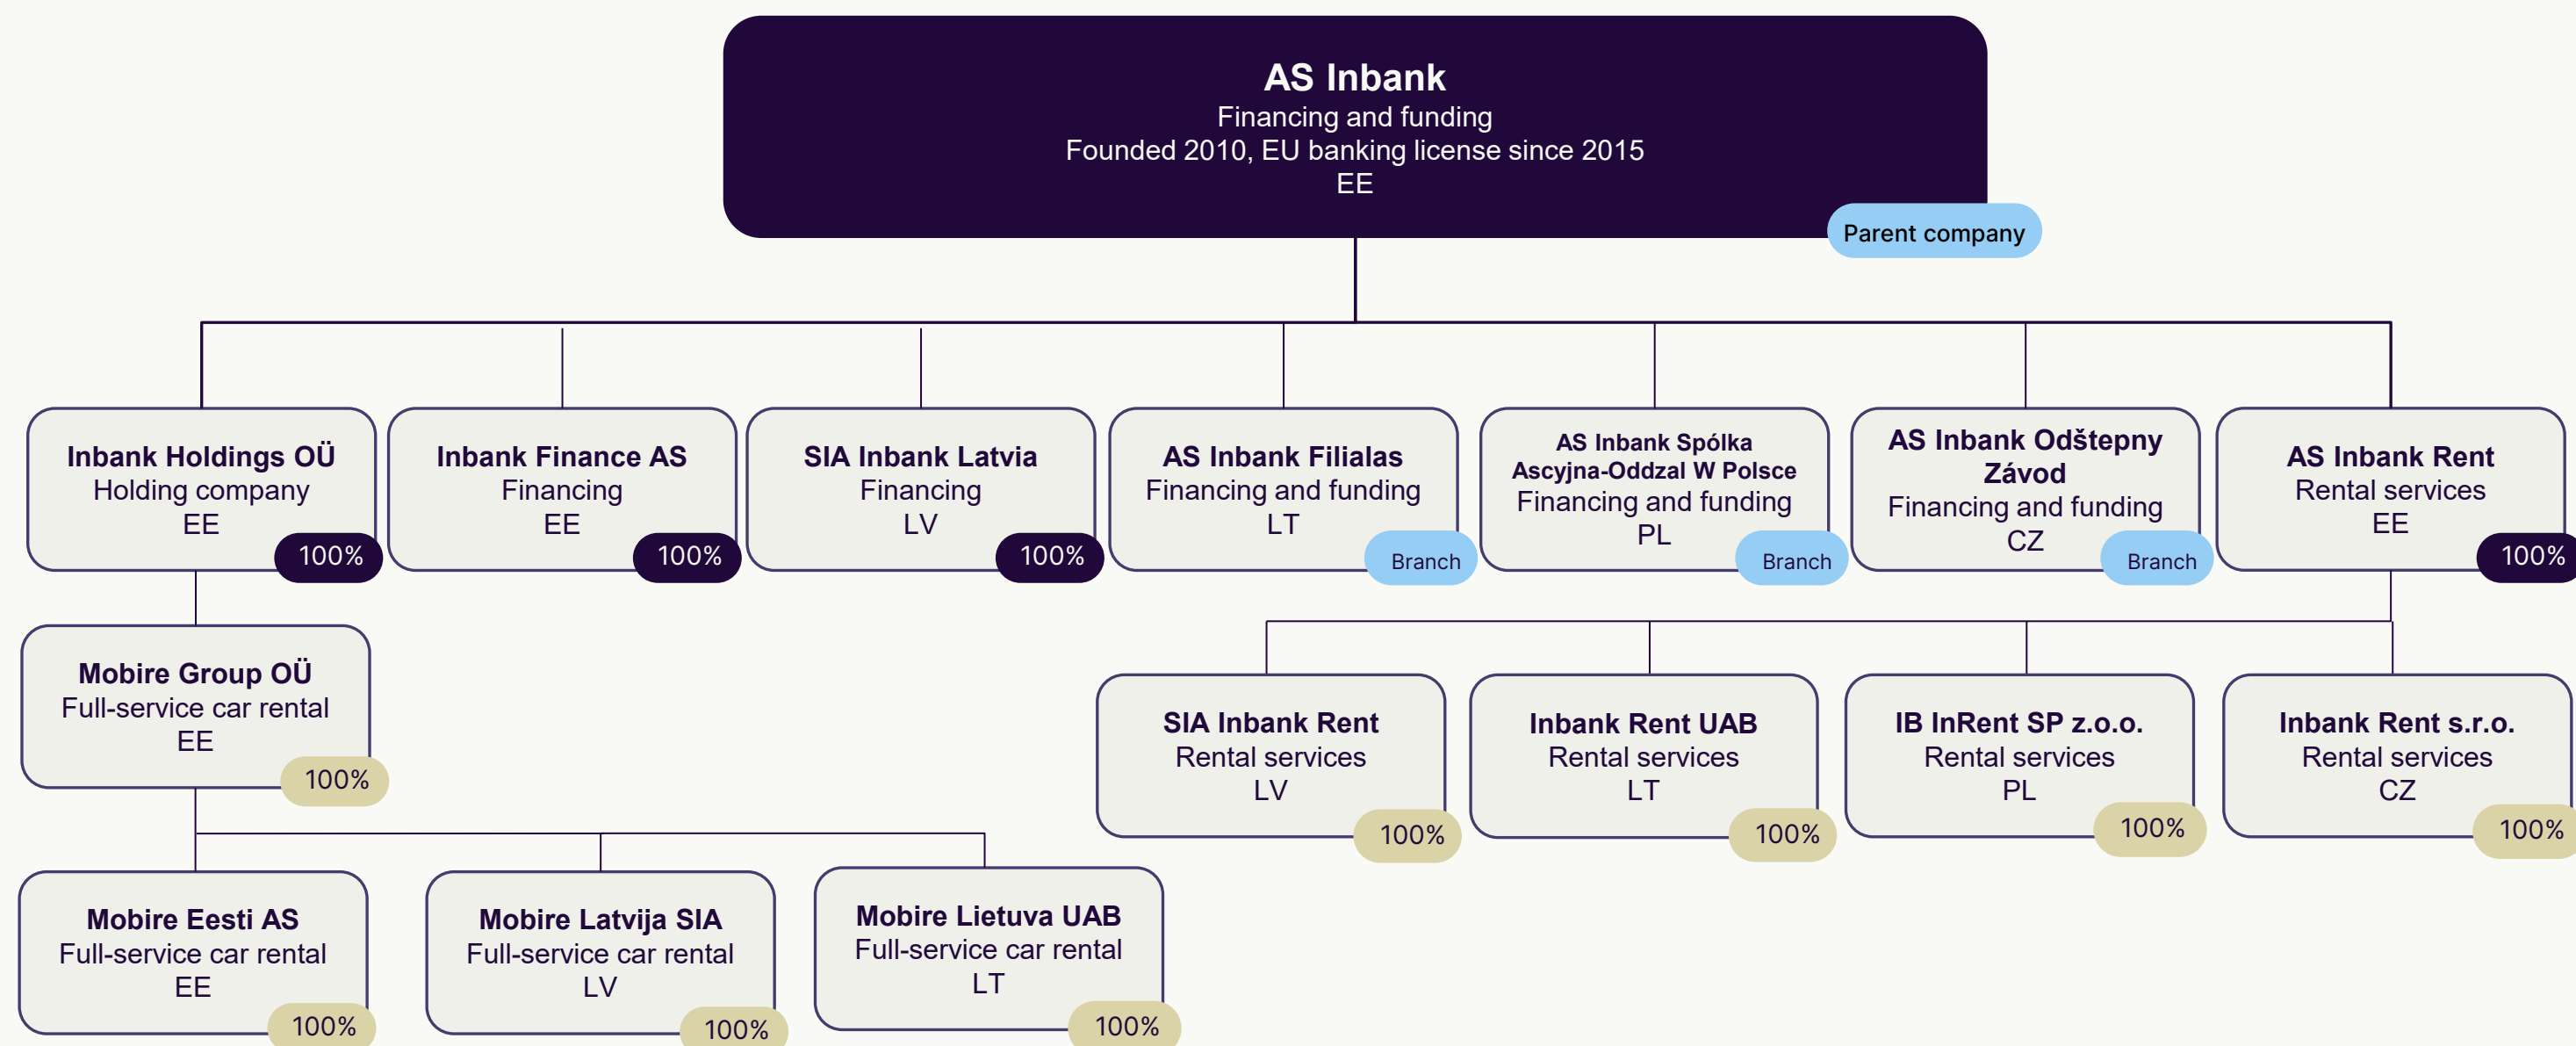 AS Inbank
Financing and funding
Founded 2010, EU banking license since 2015
EE
Parent company
Inbank Holdings OÜ
Holding company
EE
100%
Inbank Finance AS
Financing
EE
100%
SIA Inbank Latvia
Financing
LV
100%
AS Inbank Filialas
Financing and funding
LT
Branch
AS Inbank Spólka
Ascyjna-Oddzal W Polsce
Financing and funding
PL
Branch
AS Inbank Odštepny
Závod
Financing and funding
CZ
Branch
AS Inbank Rent
Rental services
EE
100%
Mobire Group OÜ
Full-service car rental
EE
100%
SIA Inbank Rent
Rental services
LV
100%
Inbank Rent UAB
Rental services
LT
100%
IB InRent SP z.o.o.
Rental services
PL
100%
Inbank Rent s.r.o.
Rental services
CZ
100%
Mobire Eesti AS
Full-service car rental
EE
100%
Mobire Latvija SIA
Full-service car rental
LV
100%
Mobire Lietuva UAB
Full-service car rental
LT
100%